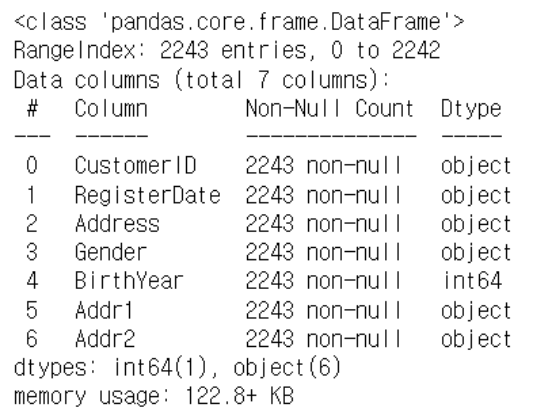 <class 'pandas.core.frame.DataFrame'>
RangeIndex: 2243 entries, 0 to 2242
Data columns (total 7 columns):
 #   Column        Non-Null Count  Dtype
---  ------        --------------  -----
 0   CustomerID    2243 non-null   object
 1   RegisterDate  2243 non-null   object
 2   Address       2243 non-null   object
 3   Gender        2243 non-null   object
 4   BirthYear     2243 non-null   int64
 5   Addr1         2243 non-null   object
 6   Addr2         2243 non-null   object
dtypes: int64(1), object(6)
memory usage: 122.8+ KB